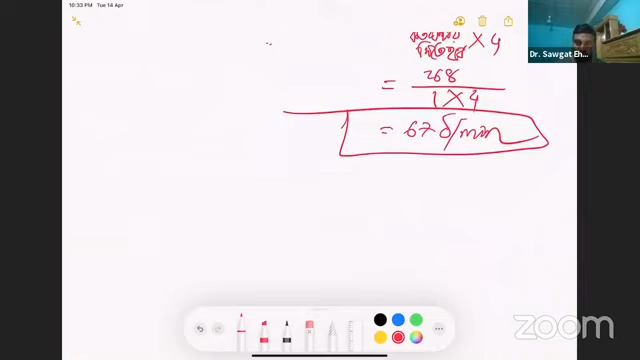 10:33 PM Tue 14 Apr
Dr. Sawgat Eh...
× 4
= 268
1 × 4
= 67 δ/min
zoom